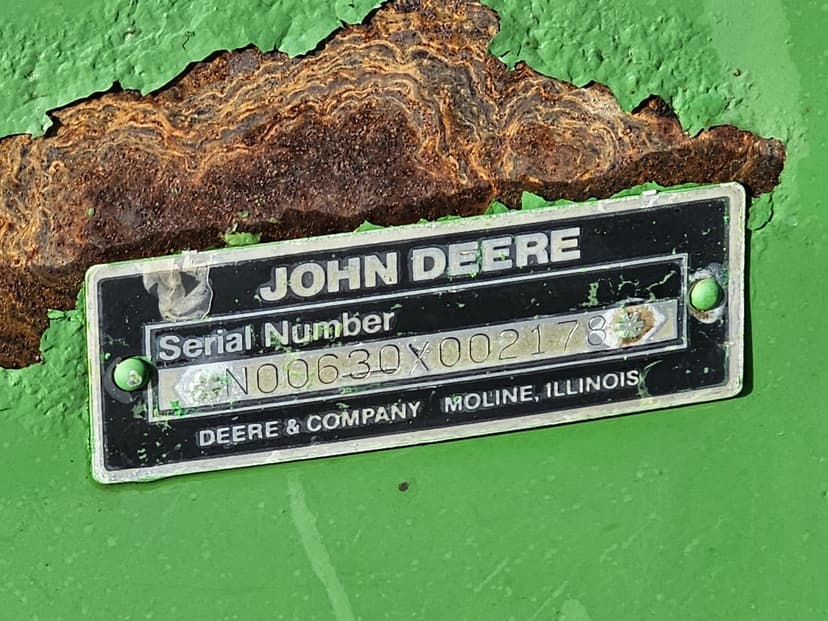 JOHN DEERE
Serial Number
*N00630X002178*
DEERE & COMPANY MOLINE, ILLINOIS